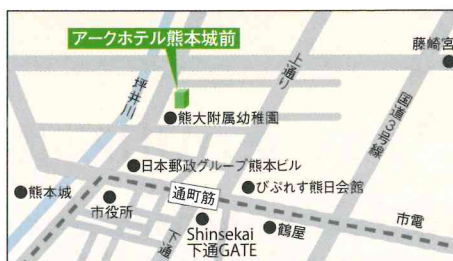 アークホテル熊本城前
藤崎宮
上通り
坪井川
国道3号線
熊大附属幼稚園
日本郵政グループ熊本ビル
熊本城
市役所
通町筋
びぷれす熊日会館
市電
Shinsekai
下通GATE
鶴屋
下通